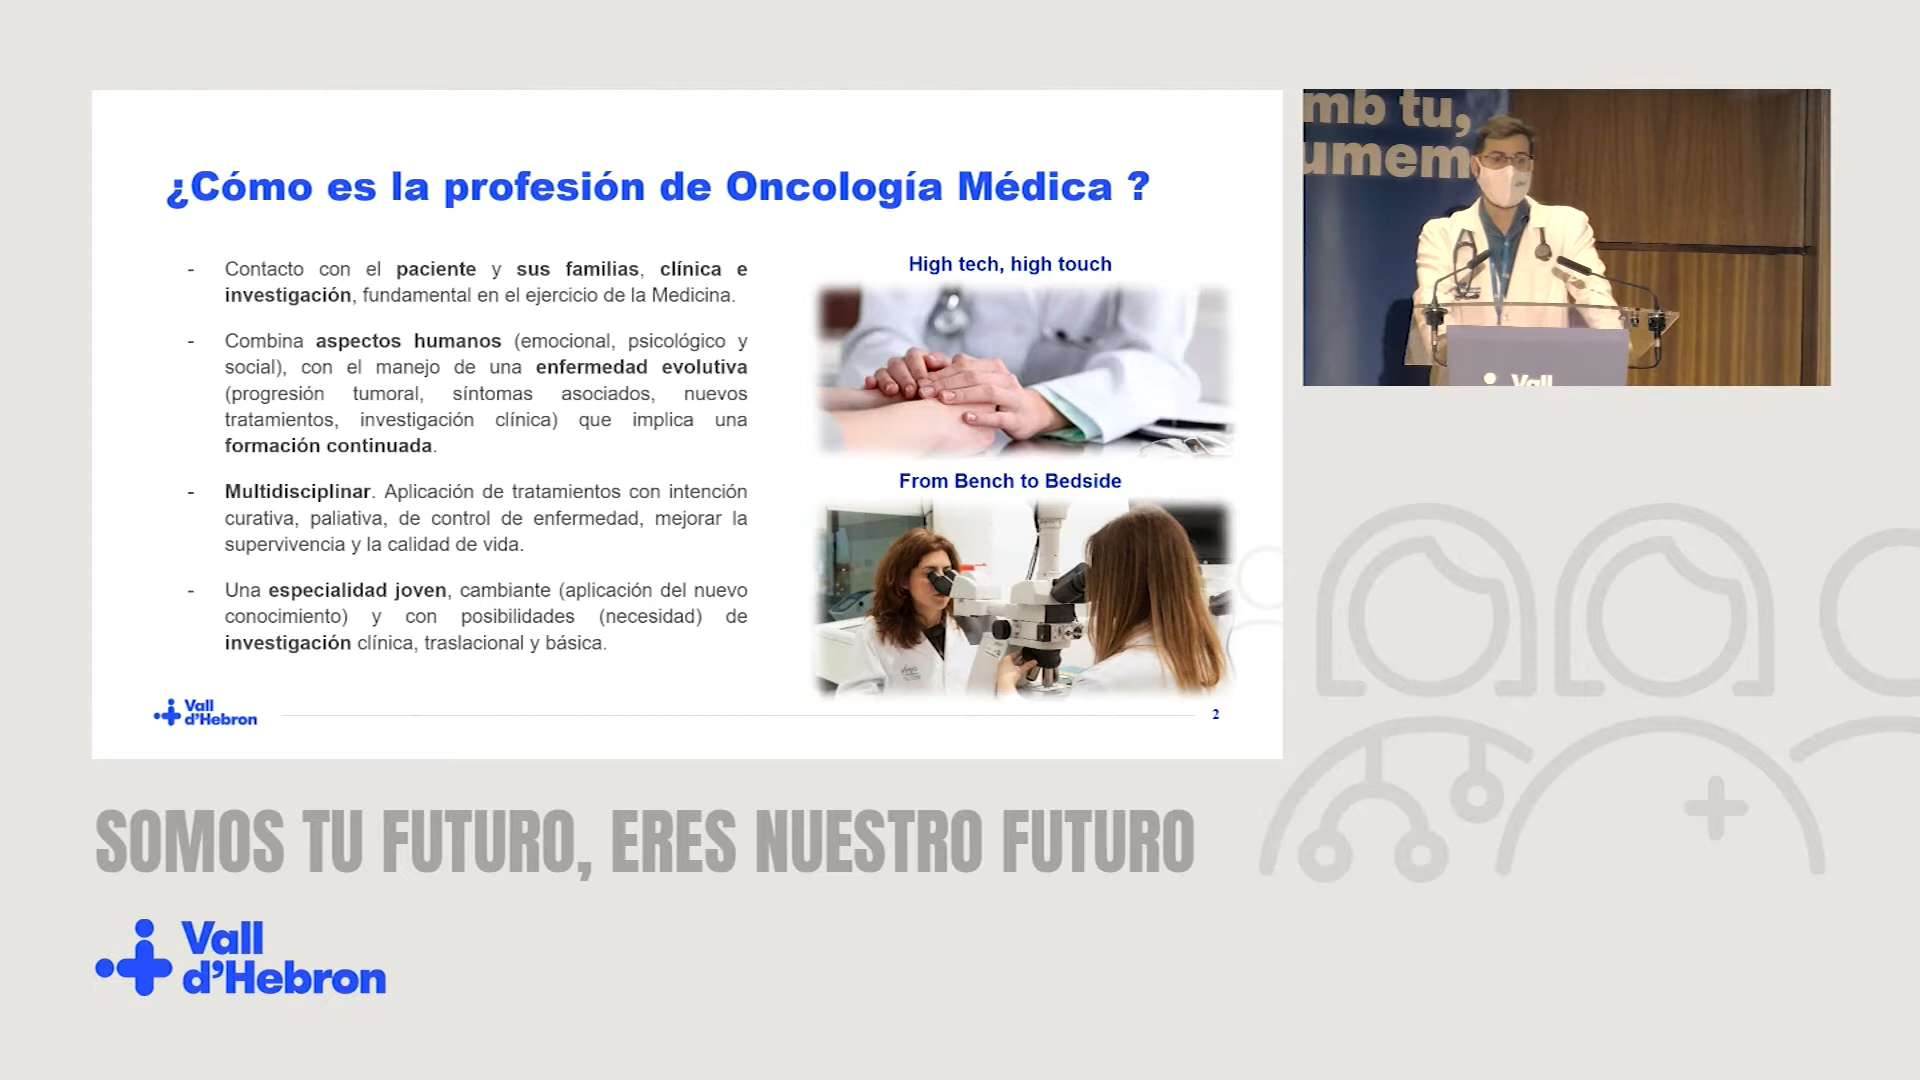 ¿Cómo es la profesión de Oncología Médica ?
- Contacto con el paciente y sus familias, clínica e
investigación, fundamental en el ejercicio de la Medicina.
- Combina aspectos humanos (emocional, psicológico y
social), con el manejo de una enfermedad evolutiva
(progresión tumoral, síntomas asociados, nuevos
tratamientos, investigación clínica) que implica una
formación continuada.
- Multidisciplinar. Aplicación de tratamientos con intención
curativa, paliativa, de control de enfermedad, mejorar la
supervivencia y la calidad de vida.
- Una especialidad joven, cambiante (aplicación del nuevo
conocimiento) y con posibilidades (necesidad) de
investigación clínica, traslacional y básica.
High tech, high touch
From Bench to Bedside
Vall
d'Hebron
2
mb tu,
umem
Vall
SOMOS TU FUTURO, ERES NUESTRO FUTURO
Vall
d'Hebron